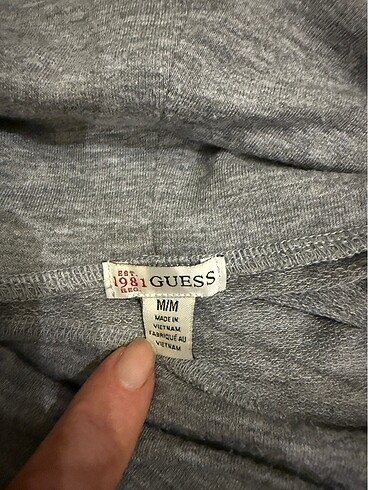 EST.
1981 GUESS
REG.
M/M
MADE IN
VIETNAM
FABRIQUÉ AU
VIETNAM